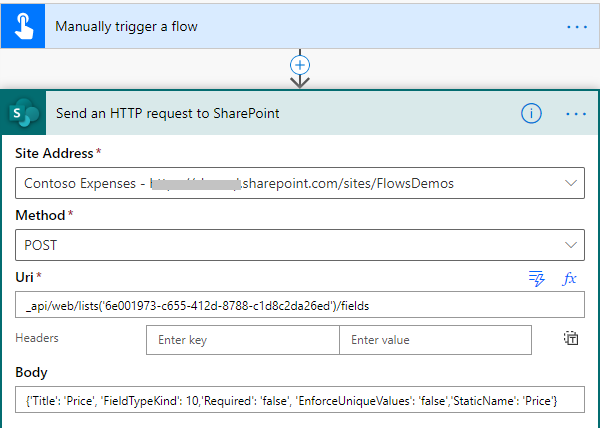 Manually trigger a flow
Send an HTTP request to SharePoint
Site Address *
Contoso Expenses - .sharepoint.com/sites/FlowsDemos
Method *
POST
Uri *
fx
_api/web/lists('6e001973-c655-412d-8788-c1d8c2da26ed')/fields
Headers Enter key Enter value
Body
{'Title': 'Price', 'FieldTypeKind': 10,'Required': 'false', 'EnforceUniqueValues': 'false','StaticName': 'Price'}